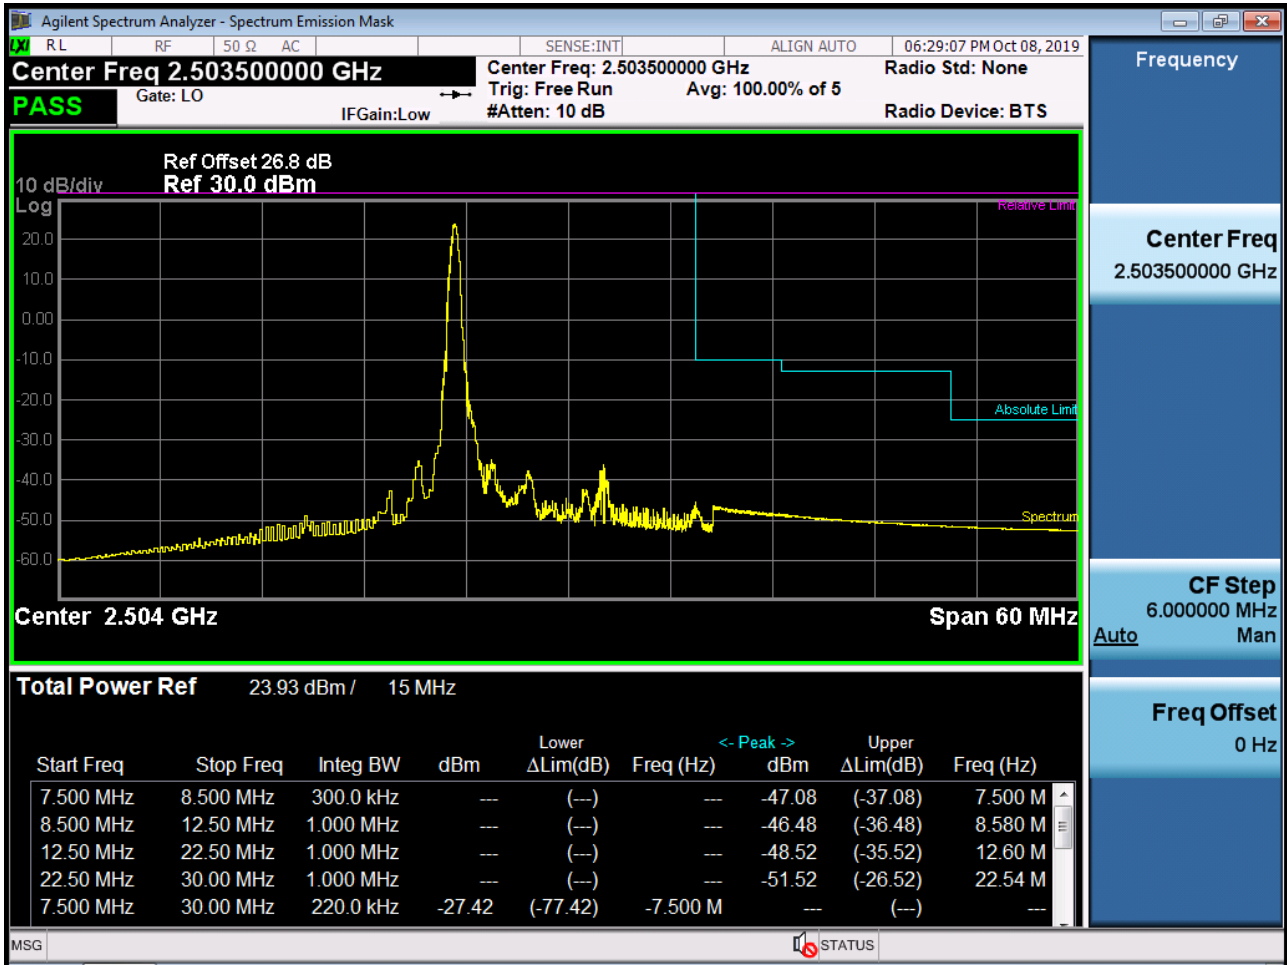 Agilent Spectrum Analyzer - Spectrum Emission Mask
LXI RL RF 50 Ω AC SENSE:INT ALIGN AUTO 06:29:07 PM Oct 08, 2019
Center Freq 2.503500000 GHz
Center Freq: 2.503500000 GHz
Radio Std: None
Gate: LO
Trig: Free Run
Avg: 100.00% of 5
PASS
IFGain:Low
#Atten: 10 dB
Radio Device: BTS
Ref Offset 26.8 dB
10 dB/div
Ref 30.0 dBm
Log
Relative Limit
20.0
10.0
0.00
-10.0
-20.0
Absolute Limit
-30.0
-40.0
-50.0
Spectrum
-60.0
Center 2.504 GHz
Span 60 MHz
Total Power Ref 23.93 dBm / 15 MHz
Lower <- Peak -> Upper
Start Freq Stop Freq Integ BW dBm ΔLim(dB) Freq (Hz) dBm ΔLim(dB) Freq (Hz)
7.500 MHz 8.500 MHz 300.0 kHz --- (---) --- -47.08 (-37.08) 7.500 M
8.500 MHz 12.50 MHz 1.000 MHz --- (---) --- -46.48 (-36.48) 8.580 M
12.50 MHz 22.50 MHz 1.000 MHz --- (---) --- -48.52 (-35.52) 12.60 M
22.50 MHz 30.00 MHz 1.000 MHz --- (---) --- -51.52 (-26.52) 22.54 M
7.500 MHz 30.00 MHz 220.0 kHz -27.42 (-77.42) -7.500 M --- (---) ---
MSG
STATUS
Frequency
Center Freq
2.503500000 GHz
CF Step
6.000000 MHz
Auto Man
Freq Offset
0 Hz